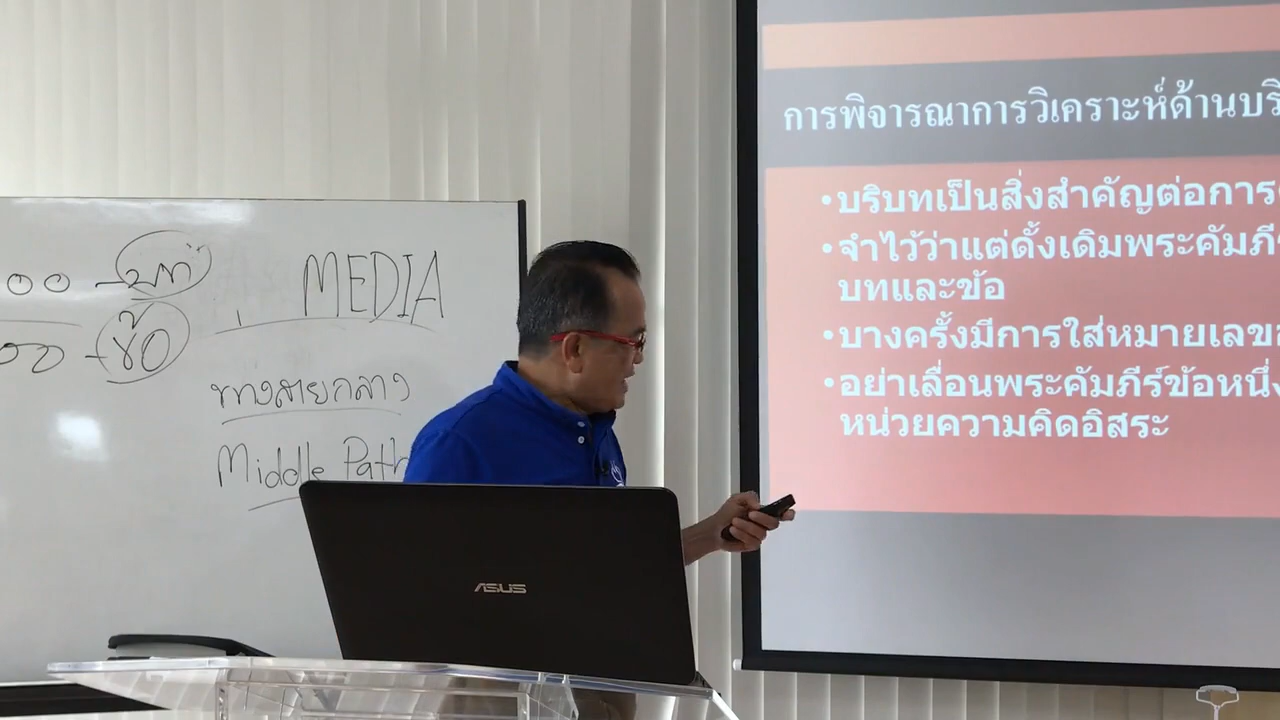 00 - บท
MEDIA
00 - ข้อ
ทางสายกลาง
Middle Path
ASUS
การพิจารณาการวิเคราะห์ด้านบริ
•บริบทเป็นสิ่งสำคัญต่อการ
•จำไว้ว่าแต่ดั้งเดิมพระคัมภีร์
บทและข้อ
•บางครั้งมีการใส่หมายเลข
•อย่าเลื่อนพระคัมภีร์ข้อหนึ่ง
หน่วยความคิดอิสระ